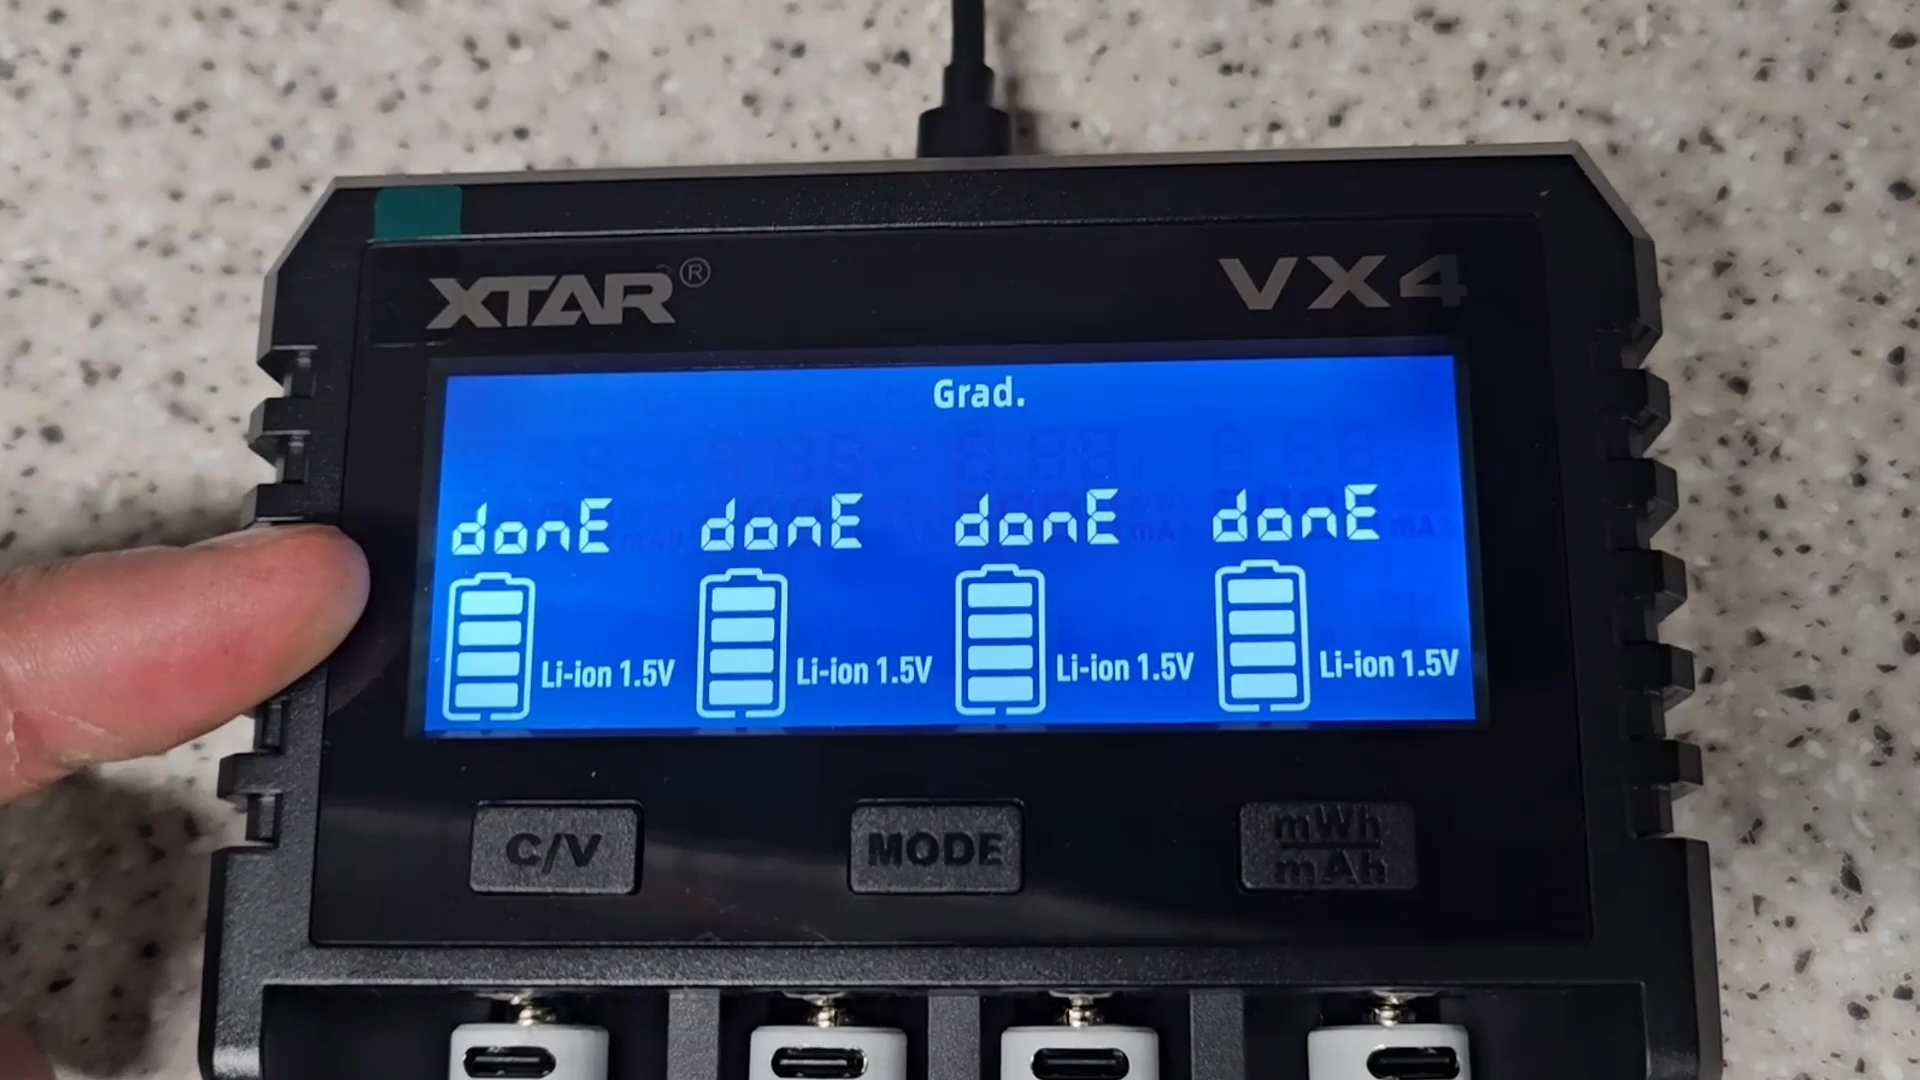 XTAR® VX4
Grad.
donE donE donE donE
Li-ion 1.5V Li-ion 1.5V Li-ion 1.5V Li-ion 1.5V
C/V MODE mWh
mAh